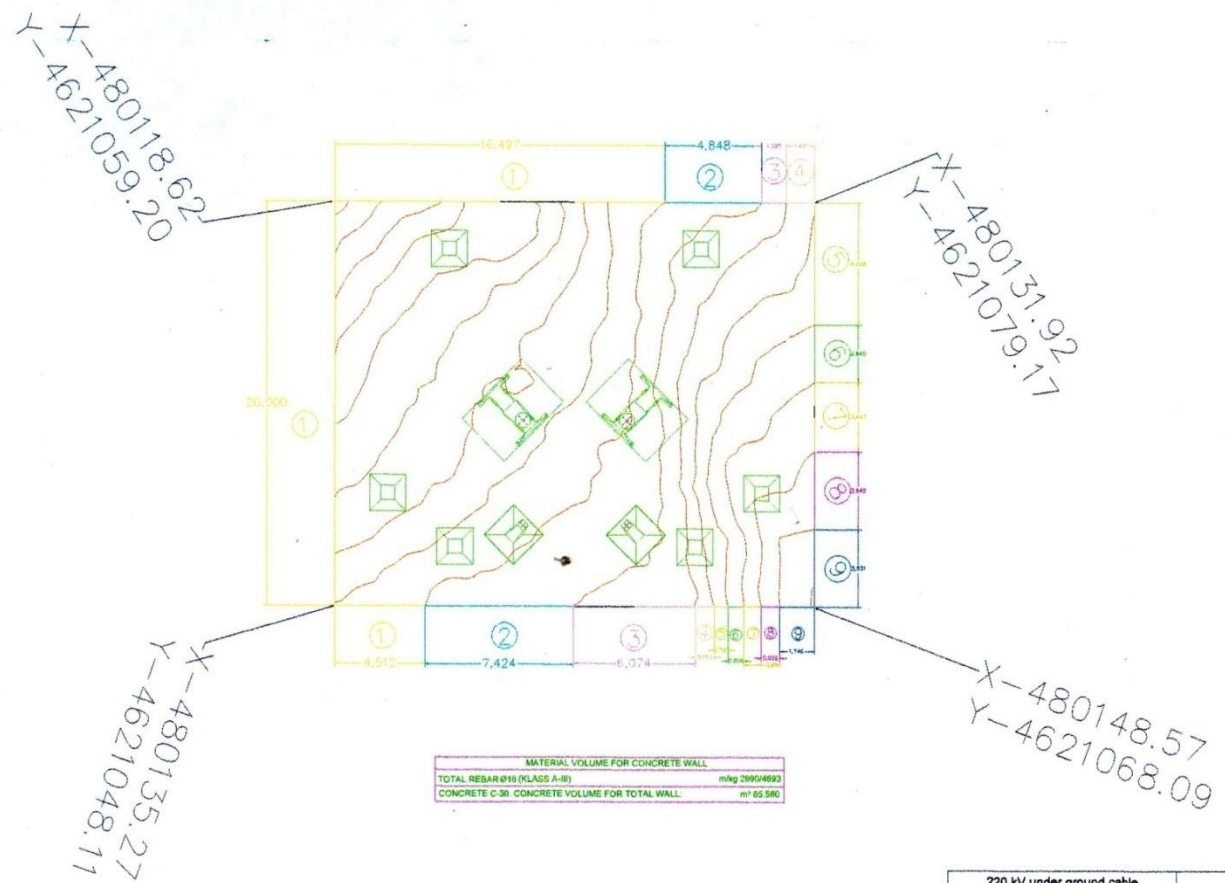 X-480118.62
Y-4621059.20
X-480131.92
Y-4621079.17
16,497
4,848
1
2
3
4
20,000
1
5
6
7
8
9
1
2
3
4
5
6
7
8
9
4,512
7,424
6,074
1,746
X-480135.27
Y-4621048.11
X-480148.57
Y-4621068.09
MATERIAL VOLUME FOR CONCRETE WALL
TOTAL REBAR Ø16 (KLASS A-III) m/kg 2990/4693
CONCRETE C-30. CONCRETE VOLUME FOR TOTAL WALL: m³ 85.580
220 kV under ground cable